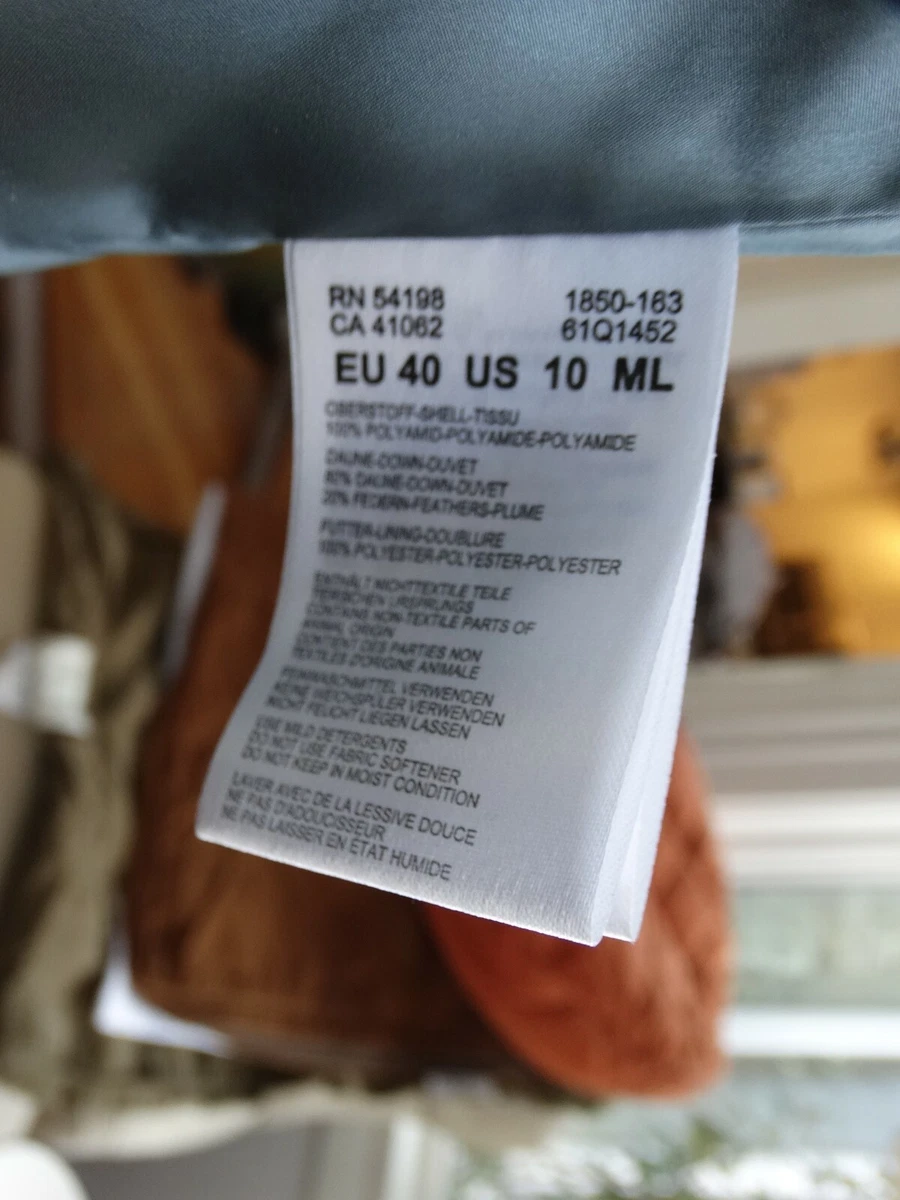 RN 54198 1850-163
CA 41062 61Q1452
EU 40 US 10 ML
OBERSTOFF-SHELL-TISSU
100% POLYAMID-POLYAMIDE-POLYAMIDE
DAUNE-DOWN-DUVET
80% DAUNE-DOWN-DUVET
20% FEDERN-FEATHERS-PLUME
FUTTER-LINING-DOUBLURE
100% POLYESTER-POLYESTER-POLYESTER
ENTHÄLT NICHTTEXTILE TEILE
TIERISCHEN URSPRUNGS
CONTAINS NON-TEXTILE PARTS OF
ANIMAL ORIGIN
CONTIENT DES PARTIES NON
TEXTILES D'ORIGINE ANIMALE
FEINWASCHMITTEL VERWENDEN
KEINE WEICHSPÜLER VERWENDEN
NICHT FEUCHT LIEGEN LASSEN
USE MILD DETERGENTS
DO NOT USE FABRIC SOFTENER
DO NOT KEEP IN MOIST CONDITION
LAVER AVEC DE LA LESSIVE DOUCE
NE PAS D'ADOUCISSEUR
NE PAS LAISSER EN ÉTAT HUMIDE